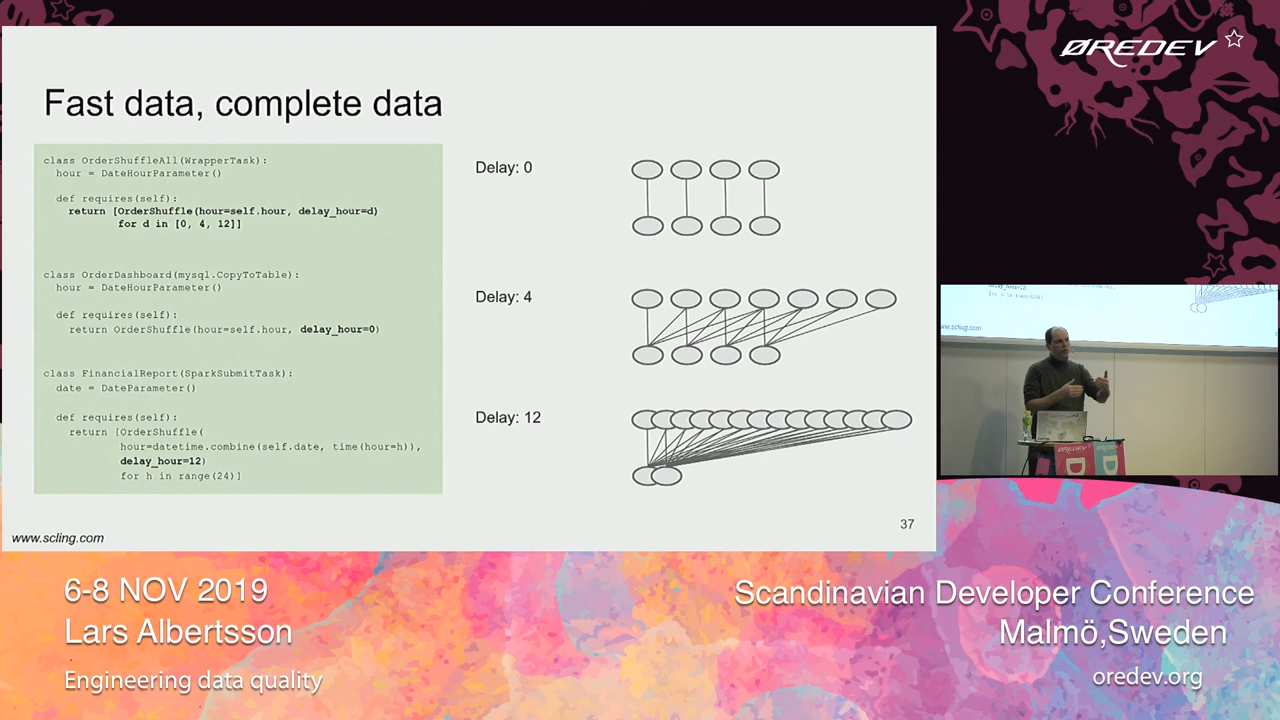 ØREDEV
Fast data, complete data
class OrderShuffleAll(WrapperTask):
hour = DateHourParameter()
def requires(self):
return [OrderShuffle(hour=self.hour, delay_hour=d)
for d in [0, 4, 12]]
class OrderDashboard(mysql.CopyToTable):
hour = DateHourParameter()
def requires(self):
return OrderShuffle(hour=self.hour, delay_hour=0)
class FinancialReport(SparkSubmitTask):
date = DateParameter()
def requires(self):
return [OrderShuffle(
hour=datetime.combine(self.date, time(hour=h)),
delay_hour=12)
for h in range(24)]
Delay: 0
Delay: 4
Delay: 12
www.scling.com
37
6-8 NOV 2019
Lars Albertsson
Engineering data quality
Scandinavian Developer Conference
Malmö,Sweden
oredev.org